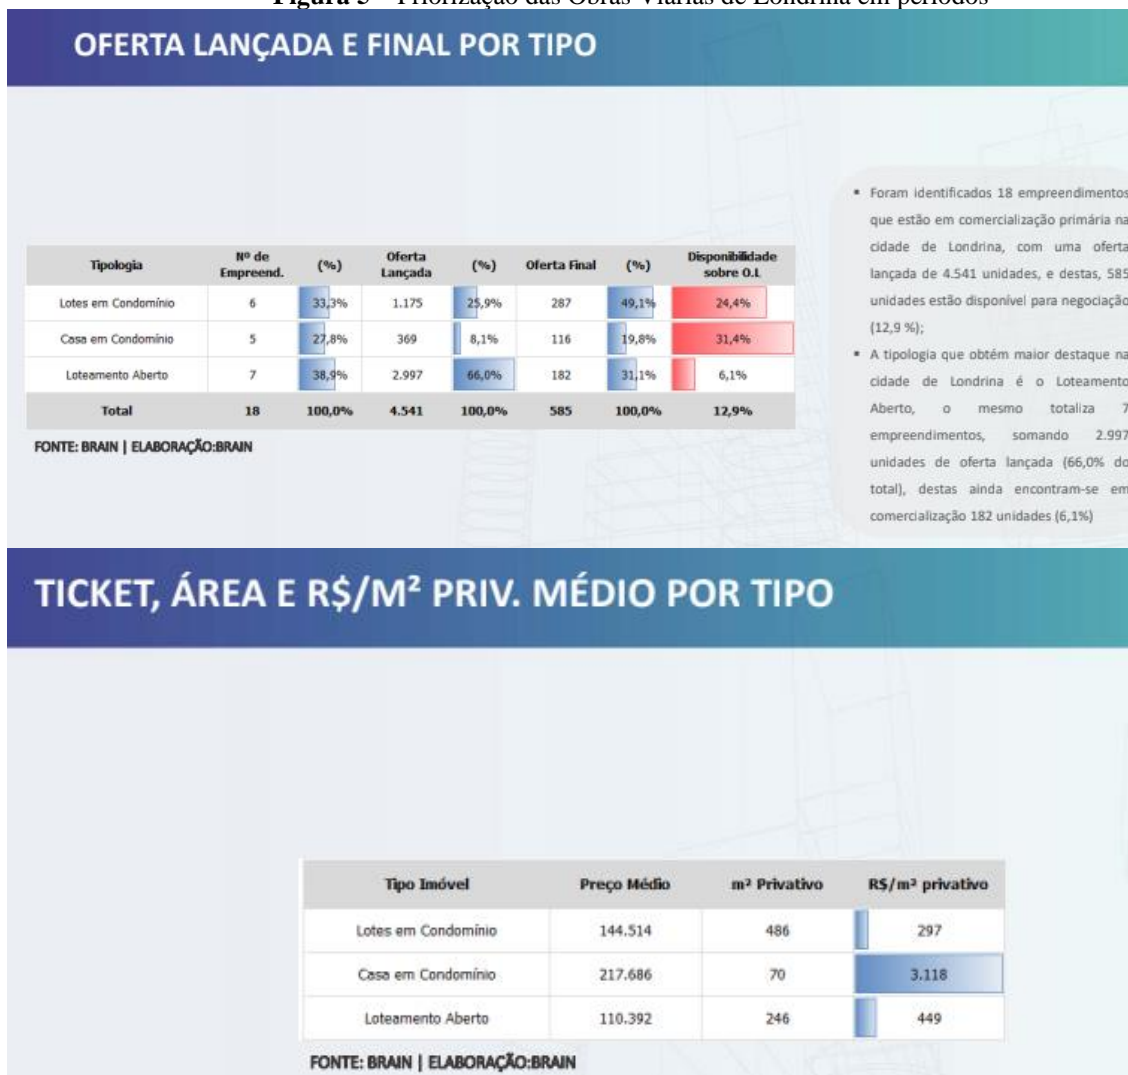 Figura 5 – Priorização das Obras Viárias de Londrina em períodos
OFERTA LANÇADA E FINAL POR TIPO
Tipologia Nº de Empreend. (%) Oferta Lançada (%) Oferta Final (%) Disponibilidade sobre O.L
Lotes em Condomínio 6 33,3% 1.175 25,9% 287 49,1% 24,4%
Casa em Condomínio 5 27,8% 369 8,1% 116 19,8% 31,4%
Loteamento Aberto 7 38,9% 2.997 66,0% 182 31,1% 6,1%
Total 18 100,0% 4.541 100,0% 585 100,0% 12,9%
FONTE: BRAIN | ELABORAÇÃO:BRAIN
▪ Foram identificados 18 empreendimentos
que estão em comercialização primária na
cidade de Londrina, com uma oferta
lançada de 4.541 unidades, e destas, 585
unidades estão disponível para negociação
(12,9 %);
▪ A tipologia que obtém maior destaque na
cidade de Londrina é o Loteamento
Aberto, o mesmo totaliza 7
empreendimentos, somando 2.997
unidades de oferta lançada (66,0% do
total), destas ainda encontram-se em
comercialização 182 unidades (6,1%)
TICKET, ÁREA E R$/M² PRIV. MÉDIO POR TIPO
Tipo Imóvel Preço Médio m² Privativo R$/m² privativo
Lotes em Condomínio 144.514 486 297
Casa em Condomínio 217.686 70 3.118
Loteamento Aberto 110.392 246 449
FONTE: BRAIN | ELABORAÇÃO:BRAIN